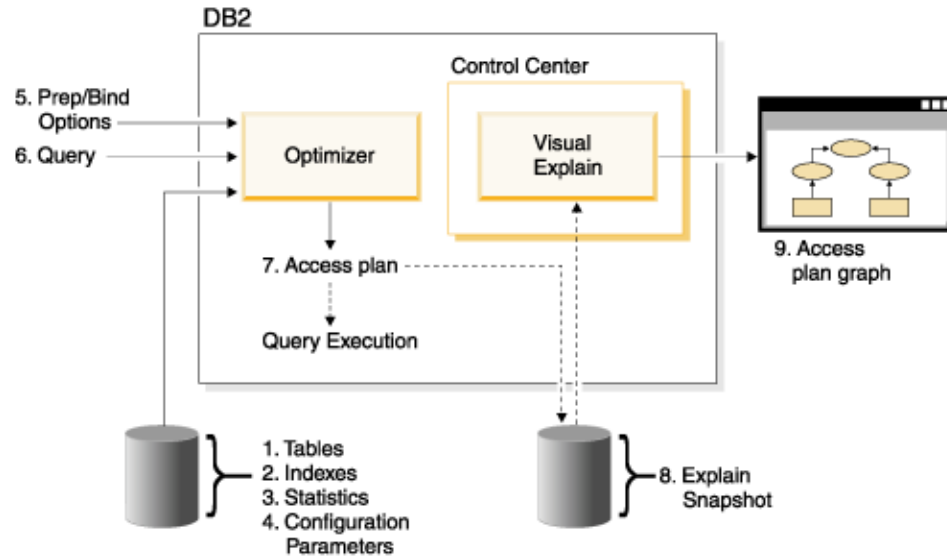 DB2
Control Center
5. Prep/Bind
Options
6. Query
Optimizer
Visual
Explain
7. Access plan
Query Execution
9. Access
plan graph
1. Tables
2. Indexes
3. Statistics
4. Configuration
Parameters
8. Explain
Snapshot